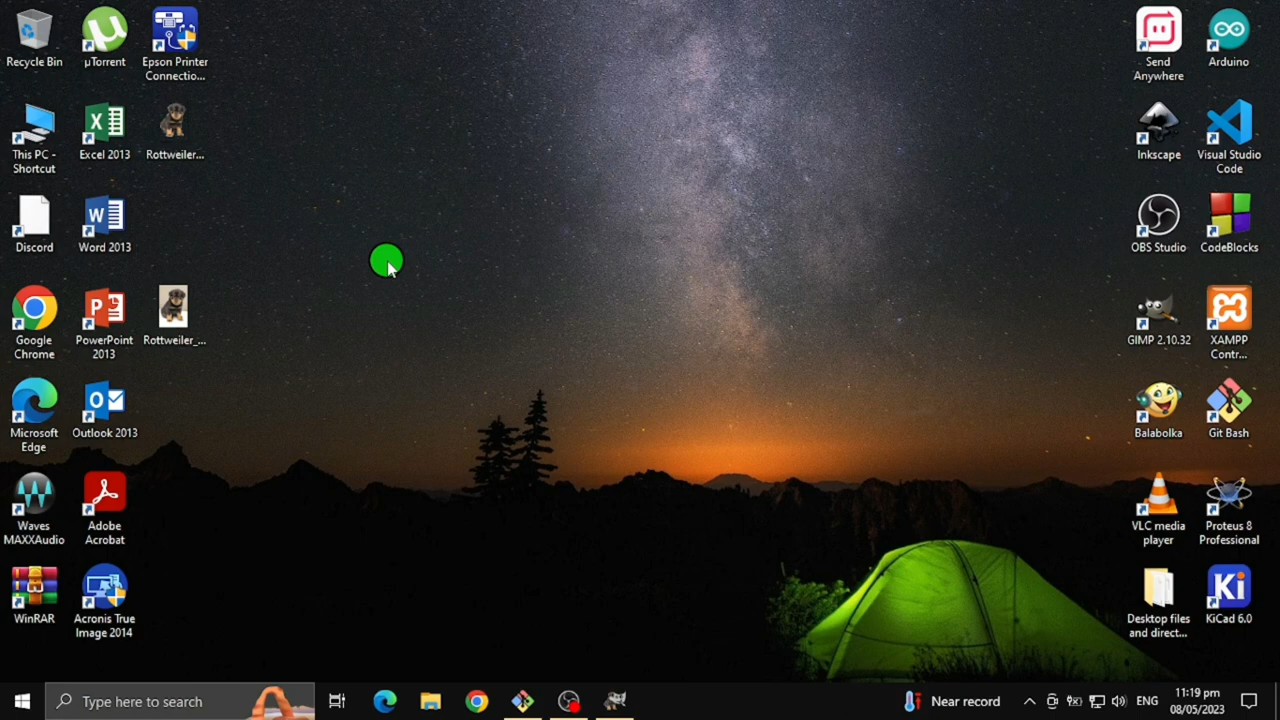 Recycle Bin
µTorrent
Epson Printer
Connectio...
This PC -
Shortcut
Excel 2013
Rottweiler...
Discord
Word 2013
Google
Chrome
PowerPoint
2013
Rottweiler_...
Microsoft
Edge
Outlook 2013
Waves
MAXXAudio
Adobe
Acrobat
WinRAR
Acronis True
Image 2014
Send
Anywhere
Arduino
Inkscape
Visual Studio
Code
OBS Studio
CodeBlocks
GIMP 2.10.32
XAMPP
Contr...
Balabolka
Git Bash
VLC media
player
Proteus 8
Professional
Desktop files
and direct...
KiCad 6.0
Type here to search
Near record
ENG
11:19 pm
08/05/2023